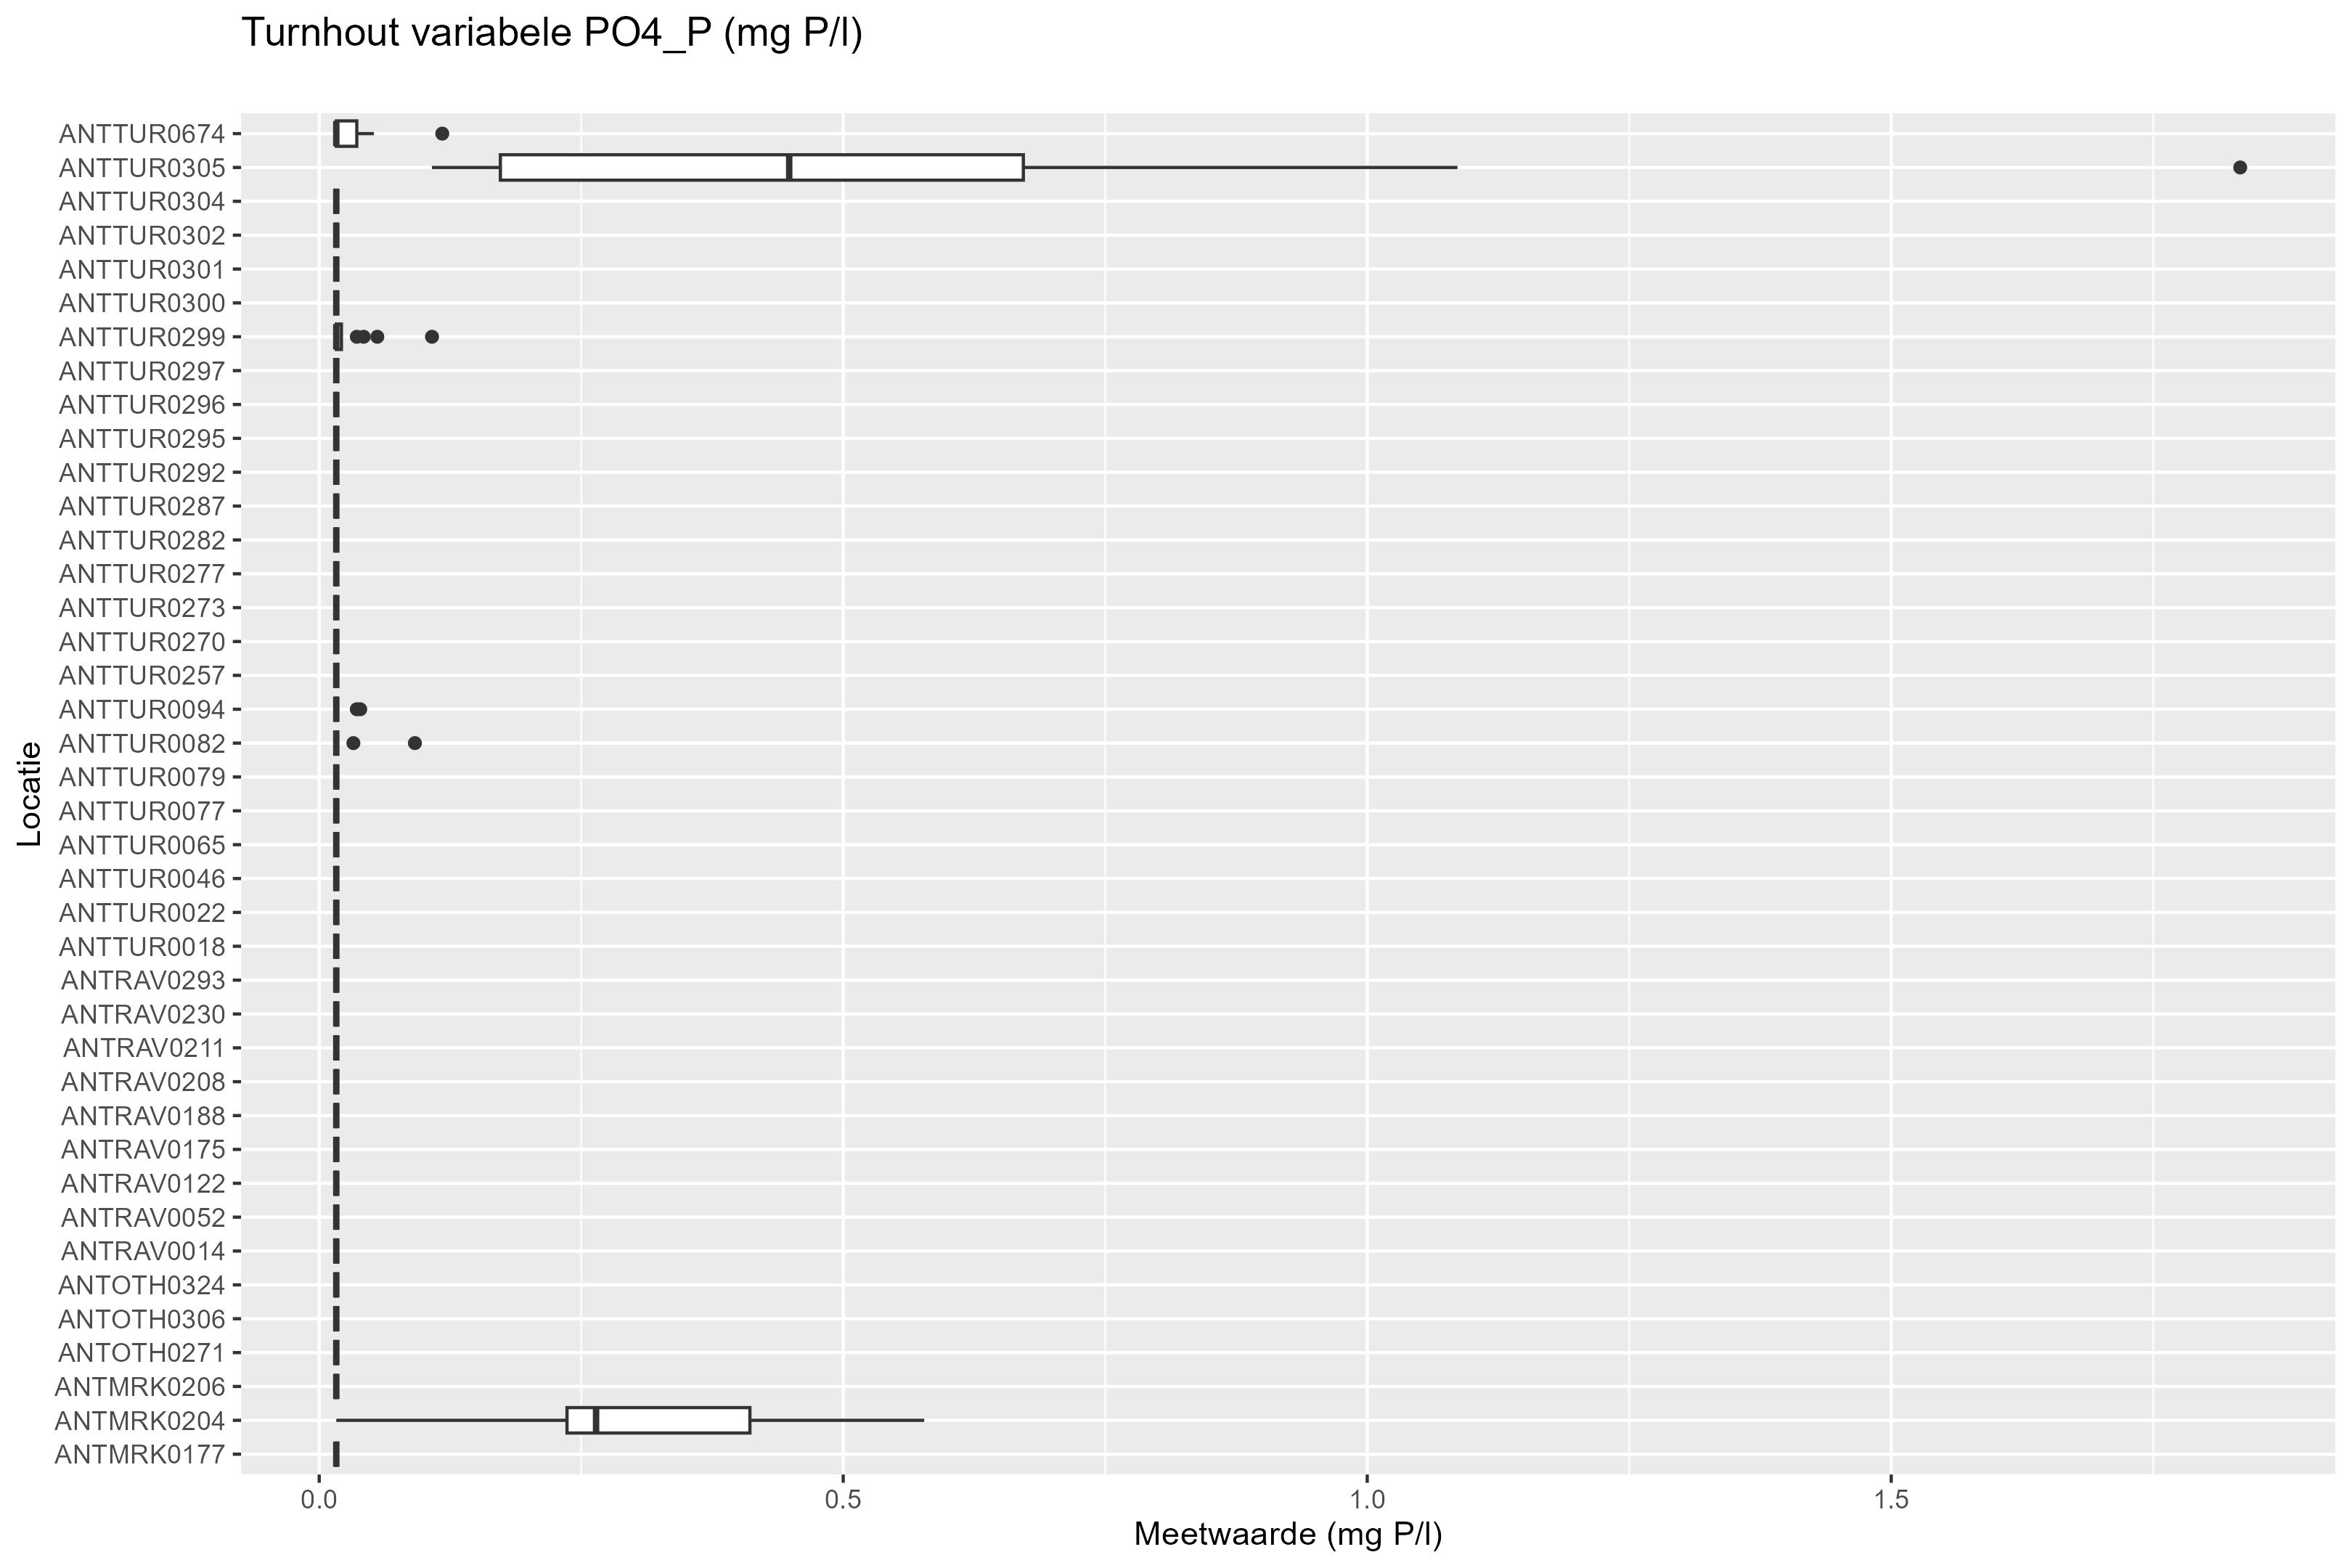 Turnhout variabele PO4_P (mg P/l)
ANTTUR0674
ANTTUR0305
ANTTUR0304
ANTTUR0302
ANTTUR0301
ANTTUR0300
ANTTUR0299
ANTTUR0297
ANTTUR0296
ANTTUR0295
ANTTUR0292
ANTTUR0287
ANTTUR0282
ANTTUR0277
ANTTUR0273
ANTTUR0270
ANTTUR0257
ANTTUR0094
ANTTUR0082
ANTTUR0079
ANTTUR0077
ANTTUR0065
ANTTUR0046
ANTTUR0022
ANTTUR0018
ANTRAV0293
ANTRAV0230
ANTRAV0211
ANTRAV0208
ANTRAV0188
ANTRAV0175
ANTRAV0122
ANTRAV0052
ANTRAV0014
ANTOTH0324
ANTOTH0306
ANTOTH0271
ANTMRK0206
ANTMRK0204
ANTMRK0177
Locatie
0.0 0.5 1.0 1.5
Meetwaarde (mg P/l)